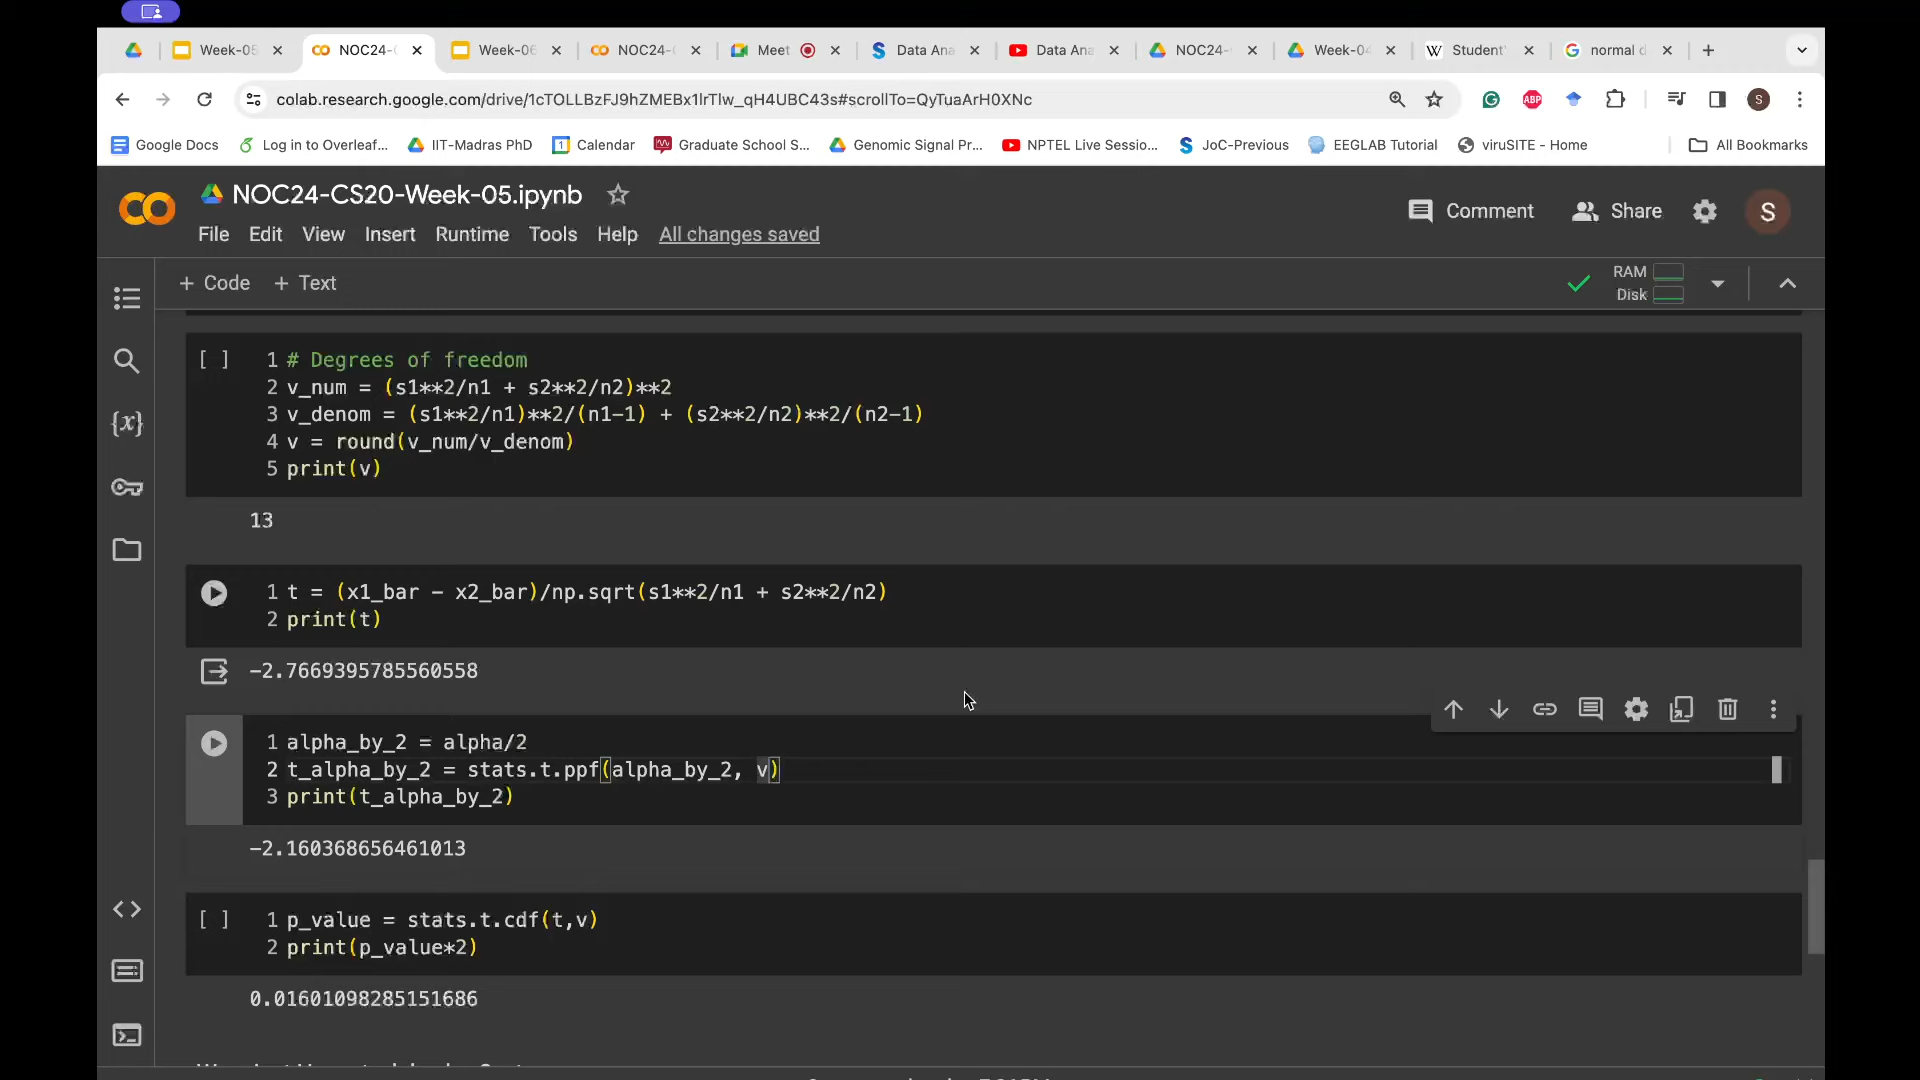 Week-05
NOC24-
Week-06
NOC24-
Meet
Data Ana
Data Ana
NOC24-
Week-04
Student'
normal d
colab.research.google.com/drive/1cTOLLBzFJ9hZMEBx1lrTlw_qH4UBC43s#scrollTo=QyTuaArH0XNc
ABP
S
Google Docs
Log in to Overleaf...
IIT-Madras PhD
Calendar
Graduate School S...
Genomic Signal Pr...
NPTEL Live Sessio...
JoC-Previous
EEGLAB Tutorial
viruSITE - Home
All Bookmarks
NOC24-CS20-Week-05.ipynb
Comment
Share
S
File Edit View Insert Runtime Tools Help All changes saved
+ Code + Text
RAM
Disk
[ ]
1 # Degrees of freedom
2 v_num = (s1**2/n1 + s2**2/n2)**2
3 v_denom = (s1**2/n1)**2/(n1-1) + (s2**2/n2)**2/(n2-1)
4 v = round(v_num/v_denom)
5 print(v)
13
1 t = (x1_bar - x2_bar)/np.sqrt(s1**2/n1 + s2**2/n2)
2 print(t)
-2.7669395785560558
1 alpha_by_2 = alpha/2
2 t_alpha_by_2 = stats.t.ppf(alpha_by_2, v)
3 print(t_alpha_by_2)
-2.160368656461013
[ ]
1 p_value = stats.t.cdf(t,v)
2 print(p_value*2)
0.01601098285151686